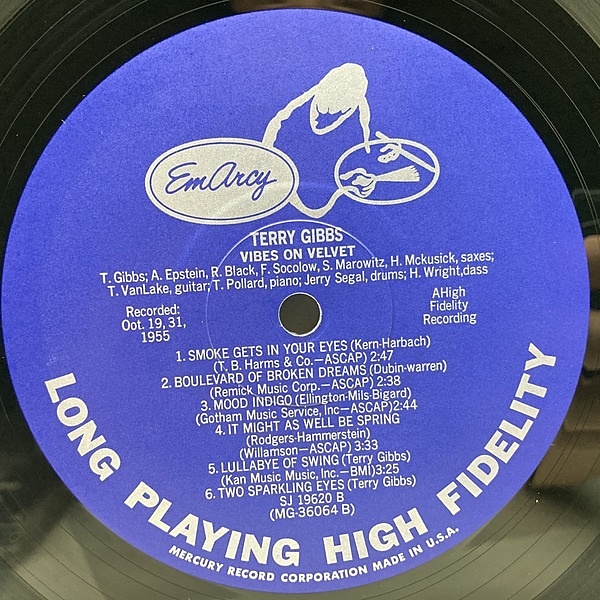 EmArcy
TERRY GIBBS
VIBES ON VELVET
T. Gibbs; A. Epstein, R. Black, F. Socolow, S. Marowitz, H. Mckusick, saxes;
T. VanLake, guitar; T. Pollard, piano; Jerry Segal, drums; H. Wright,dass
Recorded:
Oot. 19,31,
1955
AHigh
Fidelity
Recording
1. SMOKE GETS IN YOUR EYES (Kern-Harbach)
(T. B. Harms & Co.—ASCAP) 2:47
2. BOULEVARD OF BROKEN DREAMS (Dubin-warren)
(Remick Music Corp.—ASCAP) 2:38
3. MOOD INDIGO (Ellington-Mils-Bigard)
(Gotham Music Service, Inc—ASCAP)2:44
4. IT MIGHT AS WELL BE SPRING
(Rodgers-Hammerstein)
(Willamson—ASCAP) 3:33
5. LULLABYE OF SWING (Terry Gibbs)
(Kan Music Music, Inc.—BMI)3:25
6. TWO SPARKLING EYES (Terry Gibbs)
SJ 19620 B
(MG-36064 B)
LONG PLAYING HIGH FIDELITY
MERCURY RECORD CORPORATION MADE IN U.S.A.